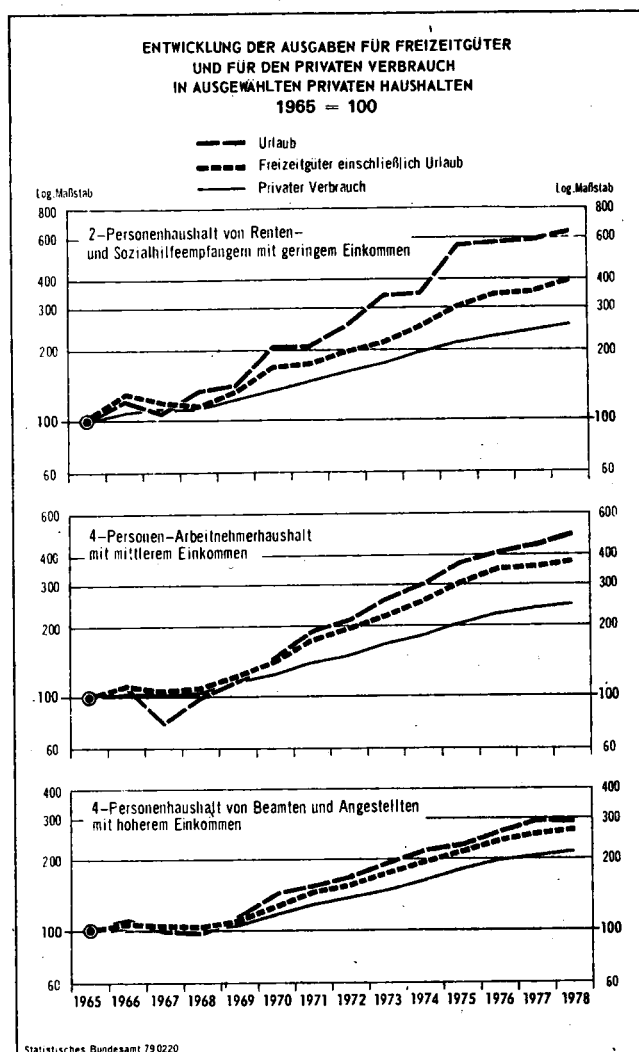 ENTWICKLUNG DER AUSGABEN FÜR FREIZEITGÜTER
UND FÜR DEN PRIVATEN VERBRAUCH
IN AUSGEWÄHLTEN PRIVATEN HAUSHALTEN
1965 = 100
Urlaub
Freizeitgüter einschließlich Urlaub
Privater Verbrauch
Log. Maßstab
Log. Maßstab
800 800
2-Personenhaushalt von Renten-
600 600
und Sozialhilfeempfangern mit geringem Einkommen
400 400
300 300
200 200
100 100
60 60
600 600
4-Personen-Arbeitnehmerhaushalt
mit mittlerem Einkommen
400 400
300 300
200 200
100 100
60 60
400 400
4-Personenhaushalt von Beamten und Angestellten
300 300
mit hoherem Einkommen
200 200
100 100
60 60
1965 1966 1967 1968 1969 1970 1971 1972 1973 1974 1975 1976 1977 1978
Statistisches Bundesamt 79 0220